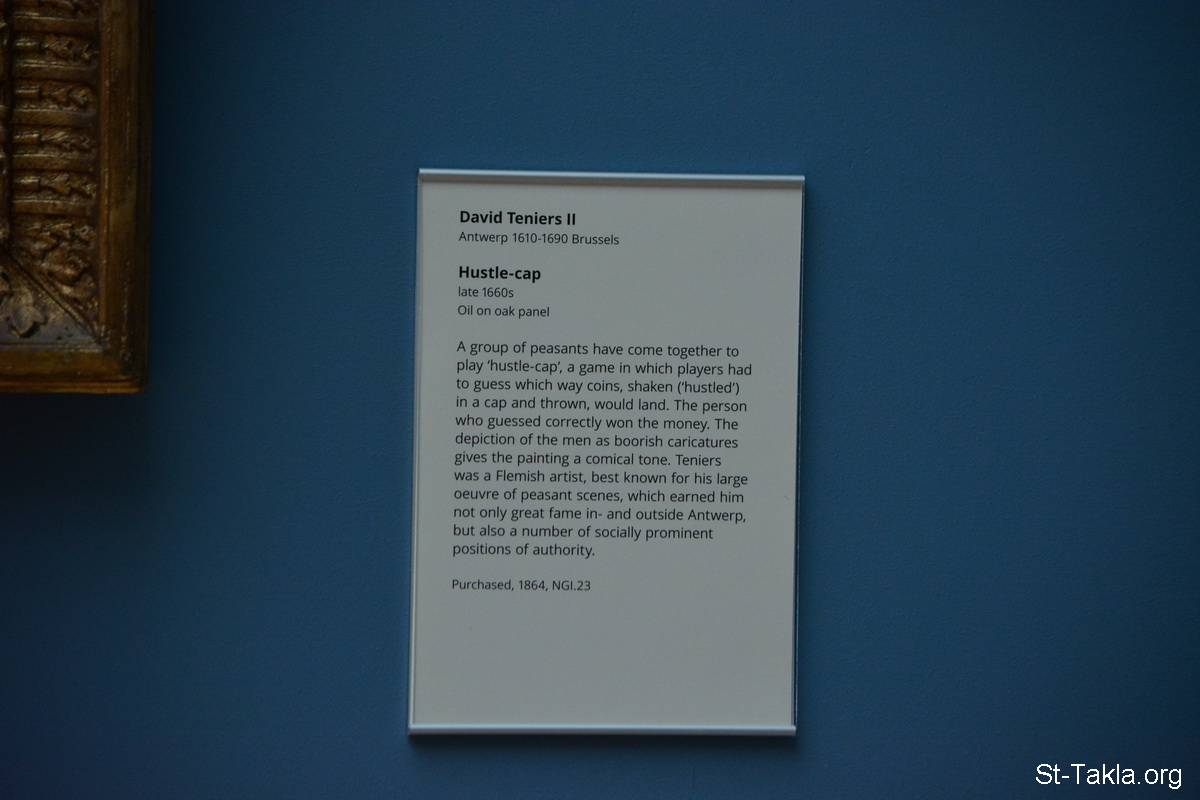 David Teniers II
Antwerp 1610-1690 Brussels
Hustle-cap
late 1660s
Oil on oak panel
A group of peasants have come together to
play ‘hustle-cap’, a game in which players had
to guess which way coins, shaken (‘hustled’)
in a cap and thrown, would land. The person
who guessed correctly won the money. The
depiction of the men as boorish caricatures
gives the painting a comical tone. Teniers
was a Flemish artist, best known for his large
oeuvre of peasant scenes, which earned him
not only great fame in- and outside Antwerp,
but also a number of socially prominent
positions of authority.
Purchased, 1864, NGI.23
St-Takla.org